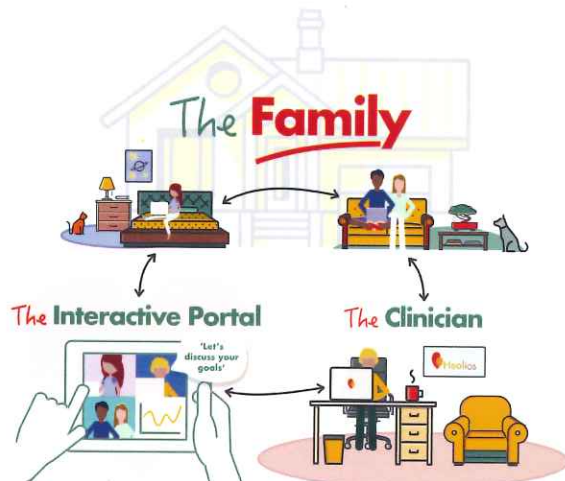 The Family
The Interactive Portal
The Clinician
'Let's
discuss your
goals'
Healios